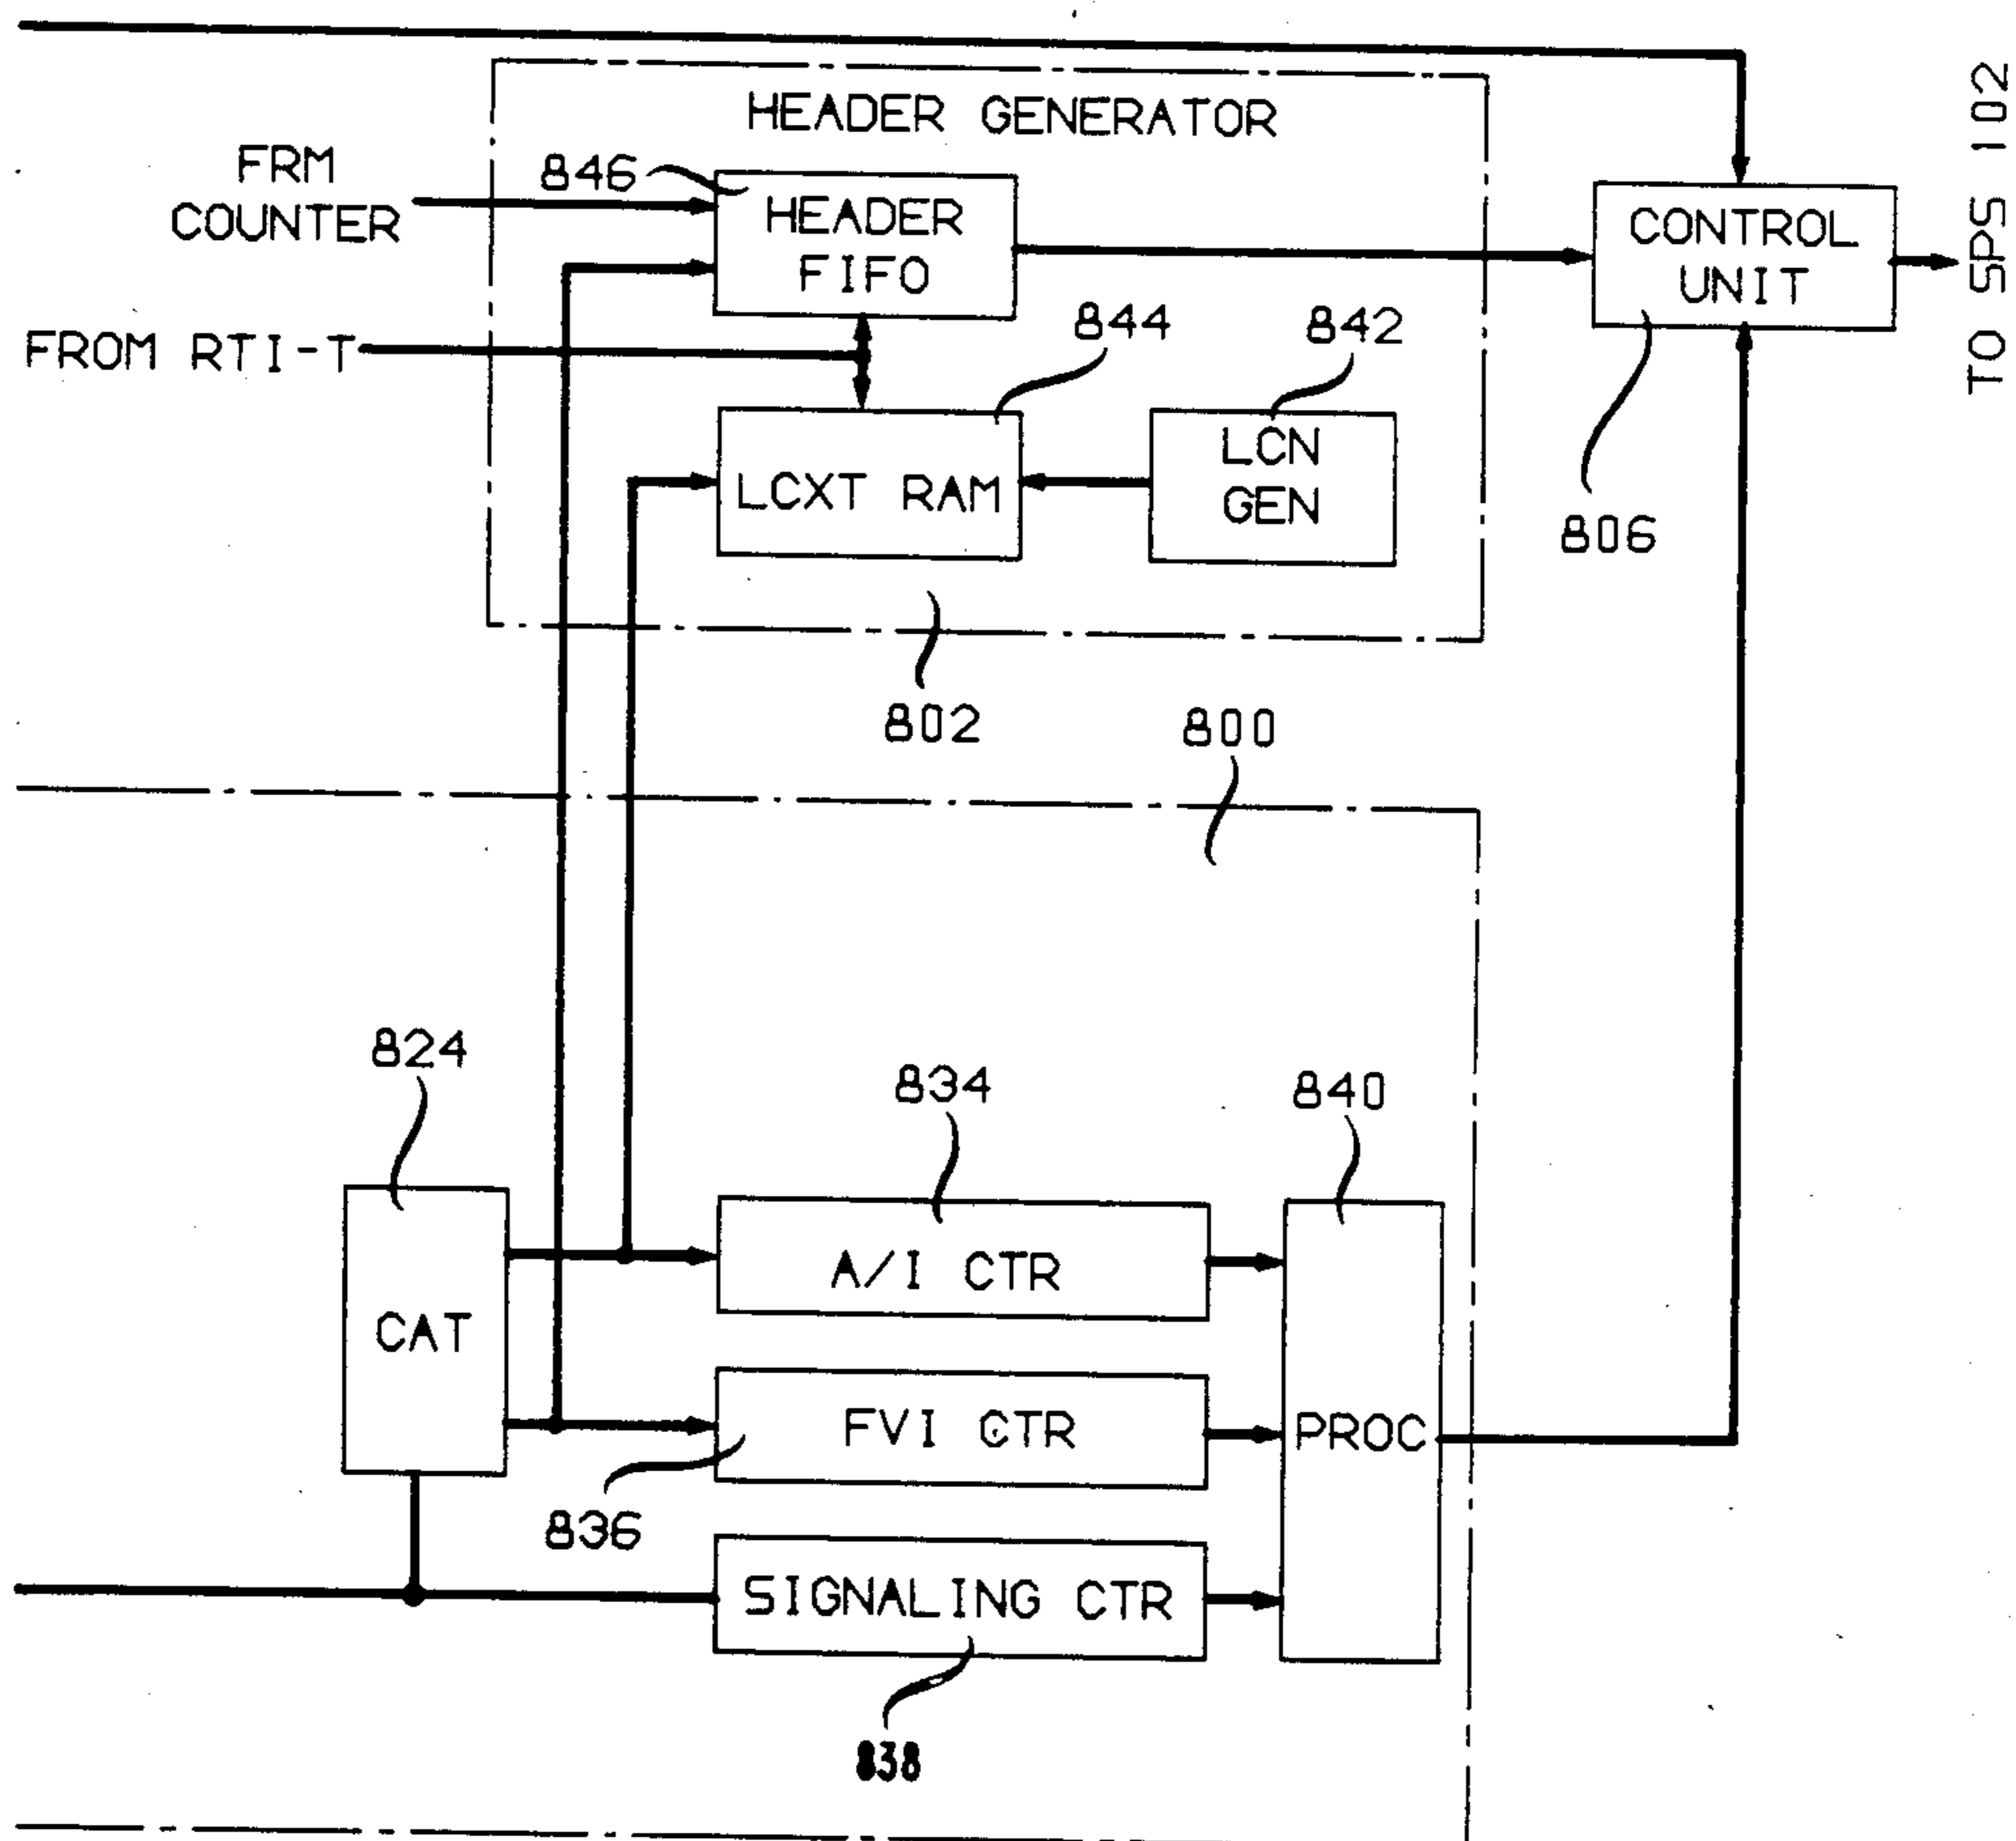 HEADER GENERATOR
FRM
COUNTER
846
HEADER
FIFO
CONTROL
UNIT
TO SPS 102
FROM RTI-T
844
842
LCXT RAM
LCN
GEN
806
802
800
824
834
840
CAT
A/I CTR
FVI CTR
PROC
836
SIGNALING CTR
838